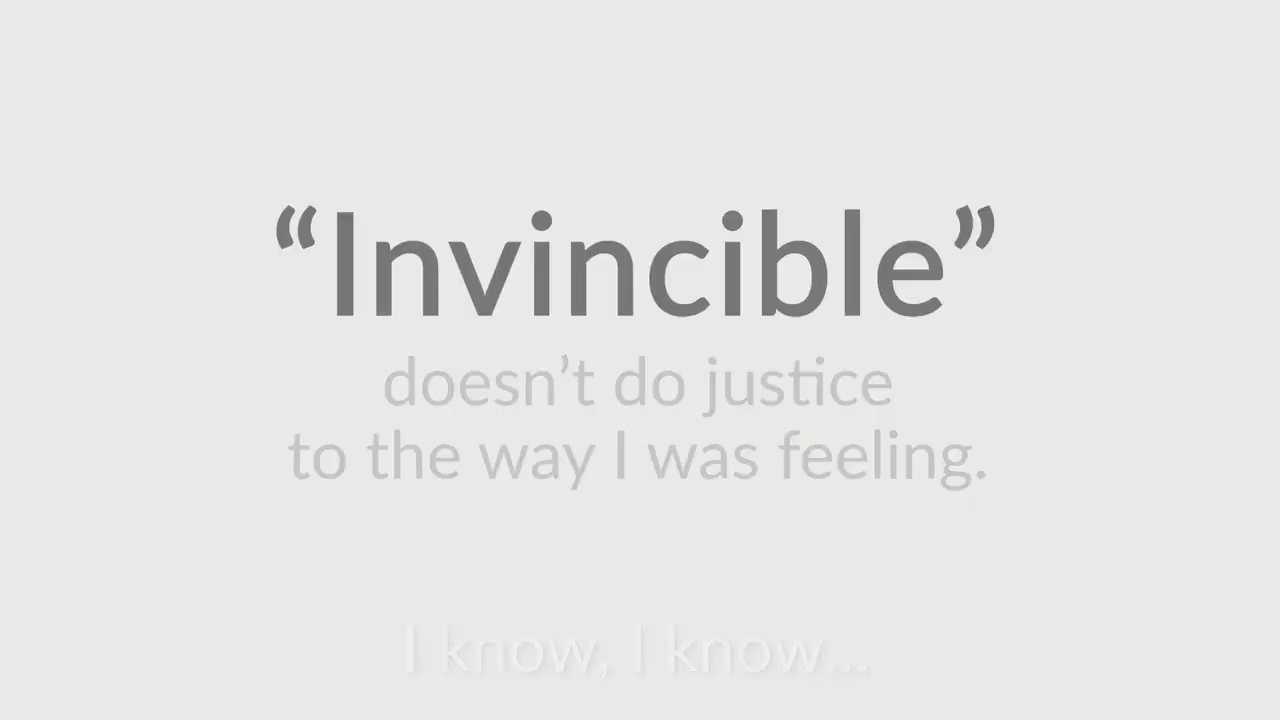 “Invincible”
doesn’t do justice
to the way I was feeling.
I know, I know...